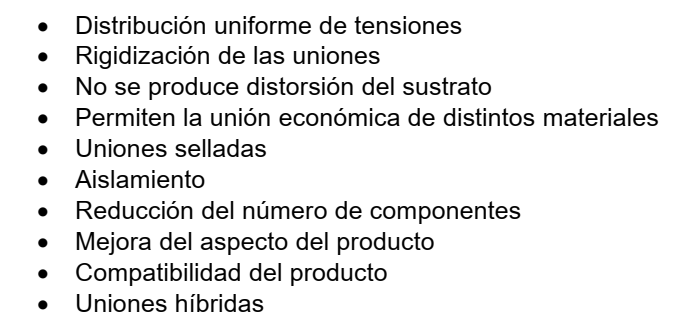 • Distribución uniforme de tensiones
• Rigidización de las uniones
• No se produce distorsión del sustrato
• Permiten la unión económica de distintos materiales
• Uniones selladas
• Aislamiento
• Reducción del número de componentes
• Mejora del aspecto del producto
• Compatibilidad del producto
• Uniones híbridas